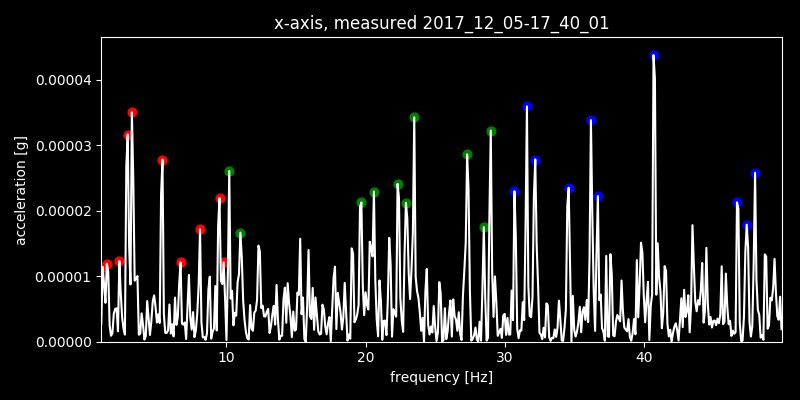 x-axis, measured 2017_12_05-17_40_01
acceleration [g]
0.00004
0.00003
0.00002
0.00001
0.00000
10 20 30 40
frequency [Hz]